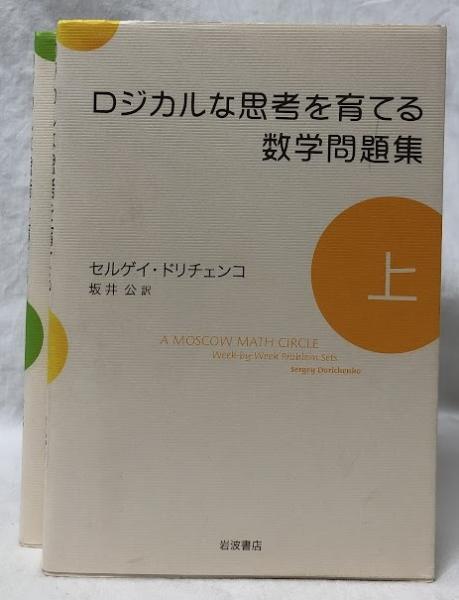 ロジカルな思考を育てる
数学問題集
上
セルゲイ・ドリチェンコ
坂井 公 訳
A MOSCOW MATH CIRCLE
Week-by-Week Problem Sets
Sergey Dorichenko
岩波書店